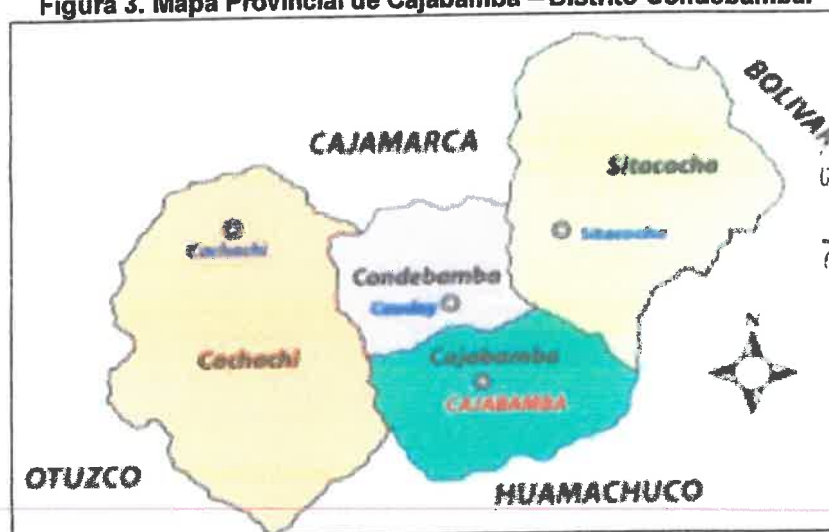 Figura 3. Mapa Provincial de Cajabamba – Distrito Condebamba.
BOLIVAR
CAJAMARCA
Sitacocha
Cachachi
Sitacocha
Condebamba
Cauday
Cachachi
Cajabamba
CAJABAMBA
N
OTUZCO
HUAMACHUCO